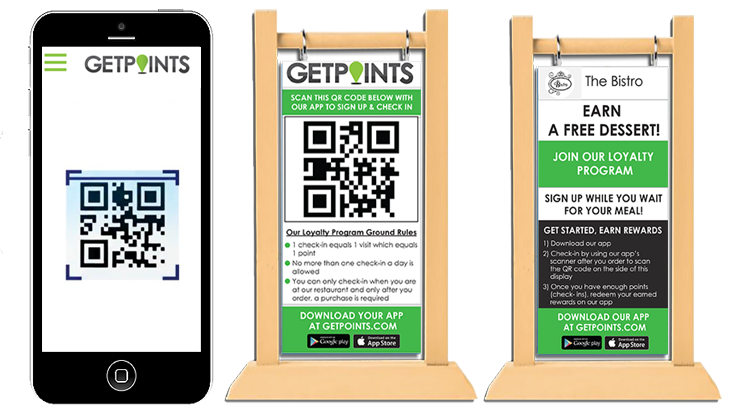 GETPOINTS
GETPOINTS
SCAN THIS QR CODE BELOW WITH
OUR APP TO SIGN UP & CHECK IN
Our Loyalty Program Ground Rules
1 check-in equals 1 visit which equals
1 point
No more than one check-in a day is
allowed
You can only check-in when you are
at our restaurant and only after you
order, a purchase is required
DOWNLOAD YOUR APP
AT GETPOINTS.COM
Google play
Download on the
App Store
The Bistro
EARN
A FREE DESSERT!
JOIN OUR LOYALTY
PROGRAM
SIGN UP WHILE YOU WAIT
FOR YOUR MEAL!
GET STARTED, EARN REWARDS
1) Download our app
2) Check-in by using our app's
scanner after you order to scan
the QR code on the side of this
display
3) Once you have enough points
(check- ins), redeem your earned
rewards on our app
DOWNLOAD OUR APP
AT GETPOINTS.COM
Google play
Download on the
App Store